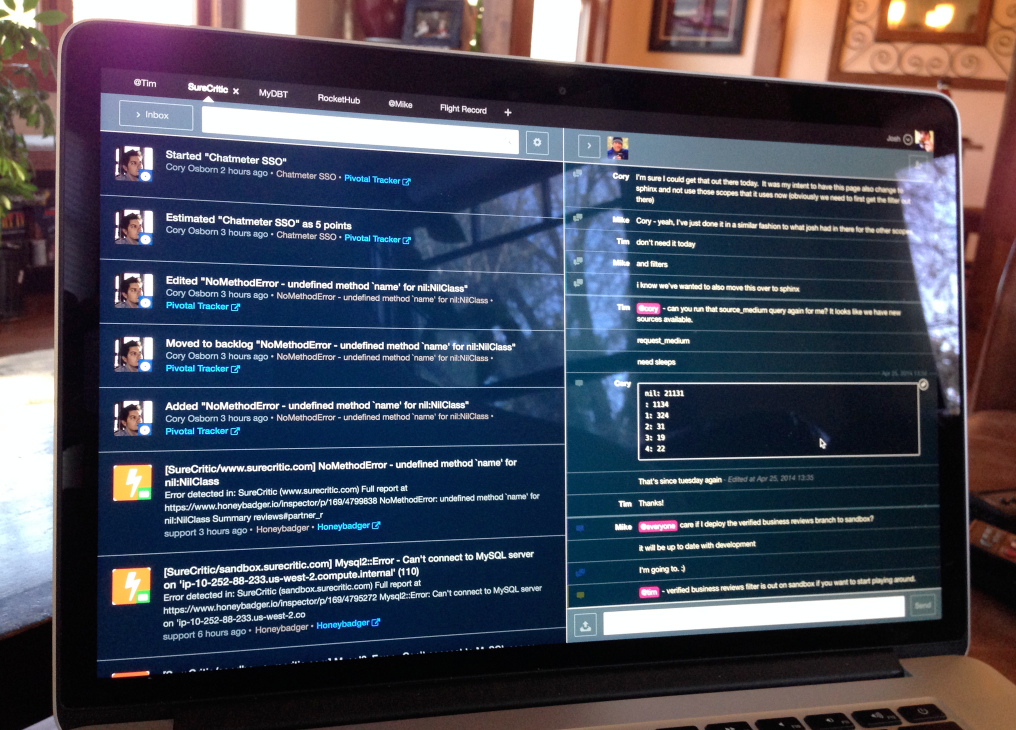 @Tim
SureCritic x
MyDBT
RocketHub
@Mike
Flight Record
+
> Inbox
Started "Chatmeter SSO"
Cory Osborn 2 hours ago • Chatmeter SSO • Pivotal Tracker
Estimated "Chatmeter SSO" as 5 points
Cory Osborn 3 hours ago • Chatmeter SSO • Pivotal Tracker
Edited "NoMethodError - undefined method `name' for nil:NilClass"
Cory Osborn 3 hours ago • NoMethodError - undefined method `name' for nil:NilClass •
Pivotal Tracker
Moved to backlog "NoMethodError - undefined method `name' for nil:NilClass"
Cory Osborn 3 hours ago • NoMethodError - undefined method `name' for nil:NilClass •
Pivotal Tracker
Added "NoMethodError - undefined method `name' for nil:NilClass"
Cory Osborn 3 hours ago • NoMethodError - undefined method `name' for nil:NilClass •
Pivotal Tracker
[SureCritic/www.surecritic.com] NoMethodError - undefined method `name' for
nil:NilClass
Error detected in: SureCritic (www.surecritic.com) Full report at
https://www.honeybadger.io/inspector/p/169/4799838 NoMethodError: undefined method `name' for
nil:NilClass Summary reviews#partner_r
support 3 hours ago • Honeybadger • Honeybadger
[SureCritic/sandbox.surecritic.com] Mysql2::Error - Can't connect to MySQL server
on 'ip-10-252-88-233.us-west-2.compute.internal' (110)
Error detected in: SureCritic (sandbox.surecritic.com) Full report at
https://www.honeybadger.io/inspector/p/169/4795272 Mysql2::Error: Can't connect to MySQL server
on 'ip-10-252-88-233.us-west-2.co
support 6 hours ago • Honeybadger • Honeybadger
Josh
Cory I'm sure I could get that out there today. It was my intent to have this page also change to
sphinx and not use those scopes that it uses now (obviously we need to first get the filter out
there)
Mike Cory - yeah, I've just done it in a similar fashion to what josh had in there for the other scopes
Tim don't need it today
Mike and filters
i know we've wanted to also move this over to sphinx
Tim @cory - can you run that source_medium query again for me? It looks like we have new
sources available.
request_medium
need sleeps
Cory
nil: 21131
: 1134
1: 324
2: 31
3: 19
4: 22
That's since tuesday again - Edited at Apr 25, 2014 13:35
Tim Thanks!
Mike @everyone care if I deploy the verified business reviews branch to sandbox?
it will be up to date with development
I'm going to. :)
@tim - verified business reviews filter is out on sandbox if you want to start playing around.
Send